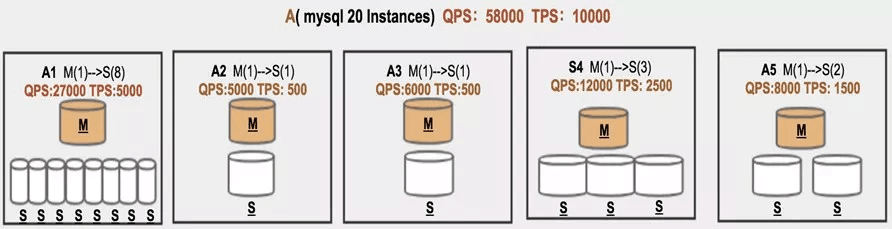 A( mysql 20 Instances) QPS: 58000 TPS: 10000
A1 M(1)-->S(8)
QPS:27000 TPS:5000
M
S S S S S S S S
A2 M(1)-->S(1)
QPS:5000 TPS: 500
M
S
A3 M(1)-->S(1)
QPS:6000 TPS:500
M
S
S4 M(1)-->S(3)
QPS:12000 TPS: 2500
M
S S S
A5 M(1)-->S(2)
QPS:8000 TPS: 1500
M
S S